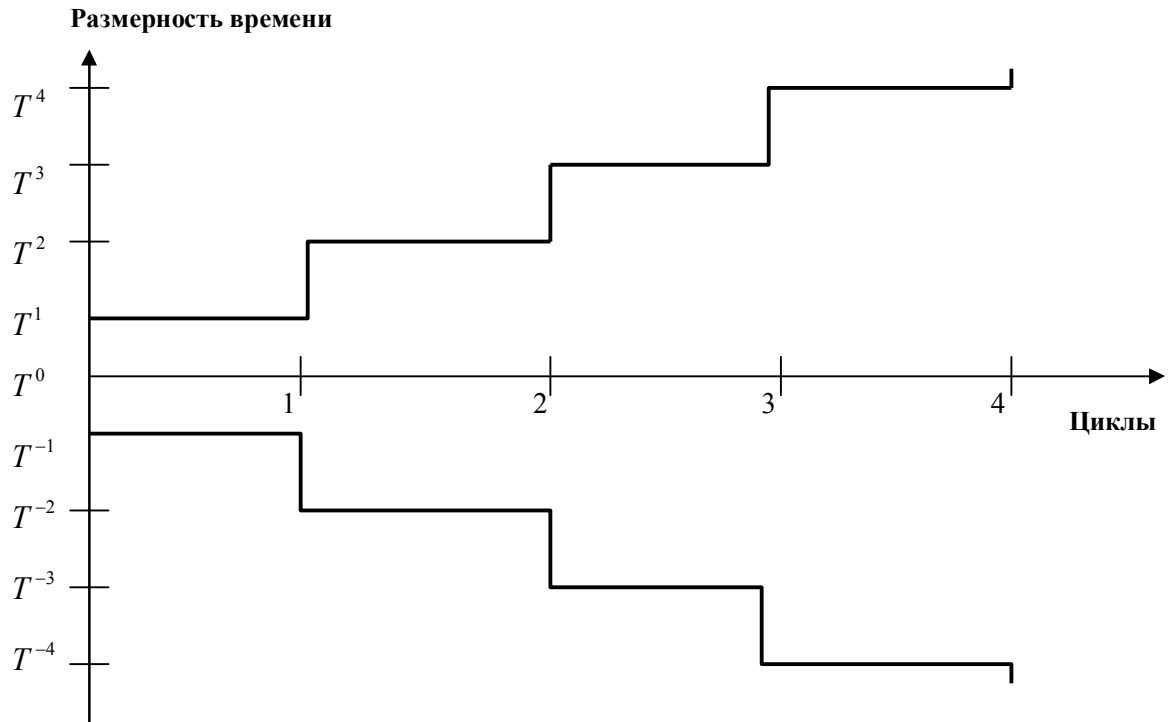 Размерность времени
T⁴
T³
T²
T¹
T⁰
1 2 3 4
Циклы
T⁻¹
T⁻²
T⁻³
T⁻⁴